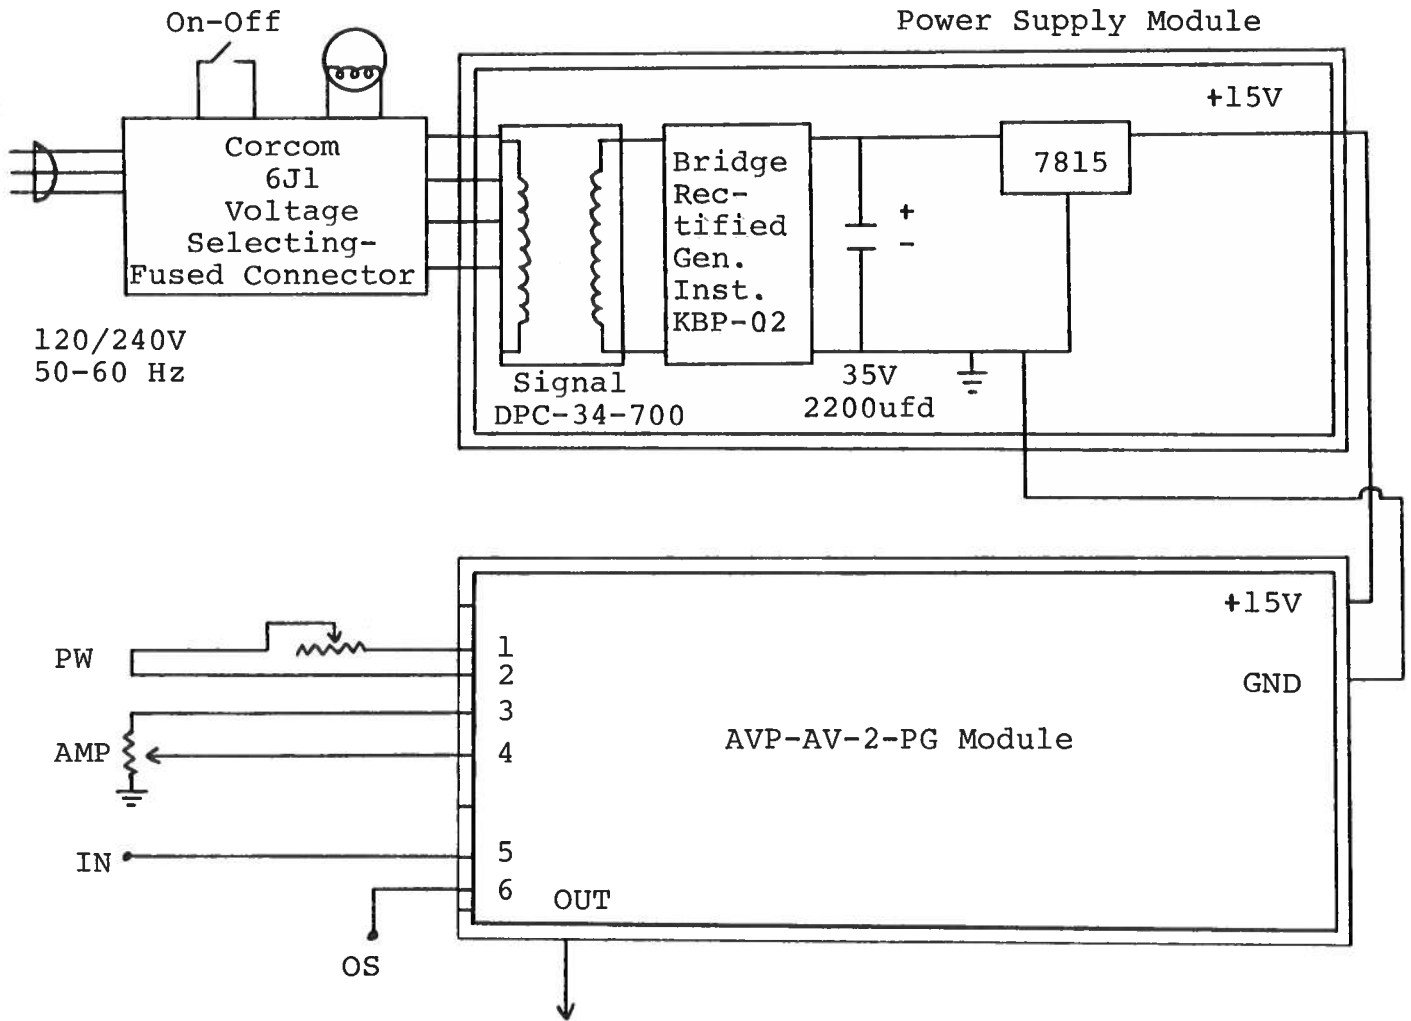 On-Off
Power Supply Module
+15V
Corcom
6J1
Voltage
Selecting-
Fused Connector
Bridge
Rec-
tified
Gen.
Inst.
KBP-02
7815
+
-
120/240V
50-60 Hz
Signal
DPC-34-700
35V
2200ufd
+15V
GND
PW
1
2
3
AMP
4
AVP-AV-2-PG Module
IN
5
6
OUT
OS